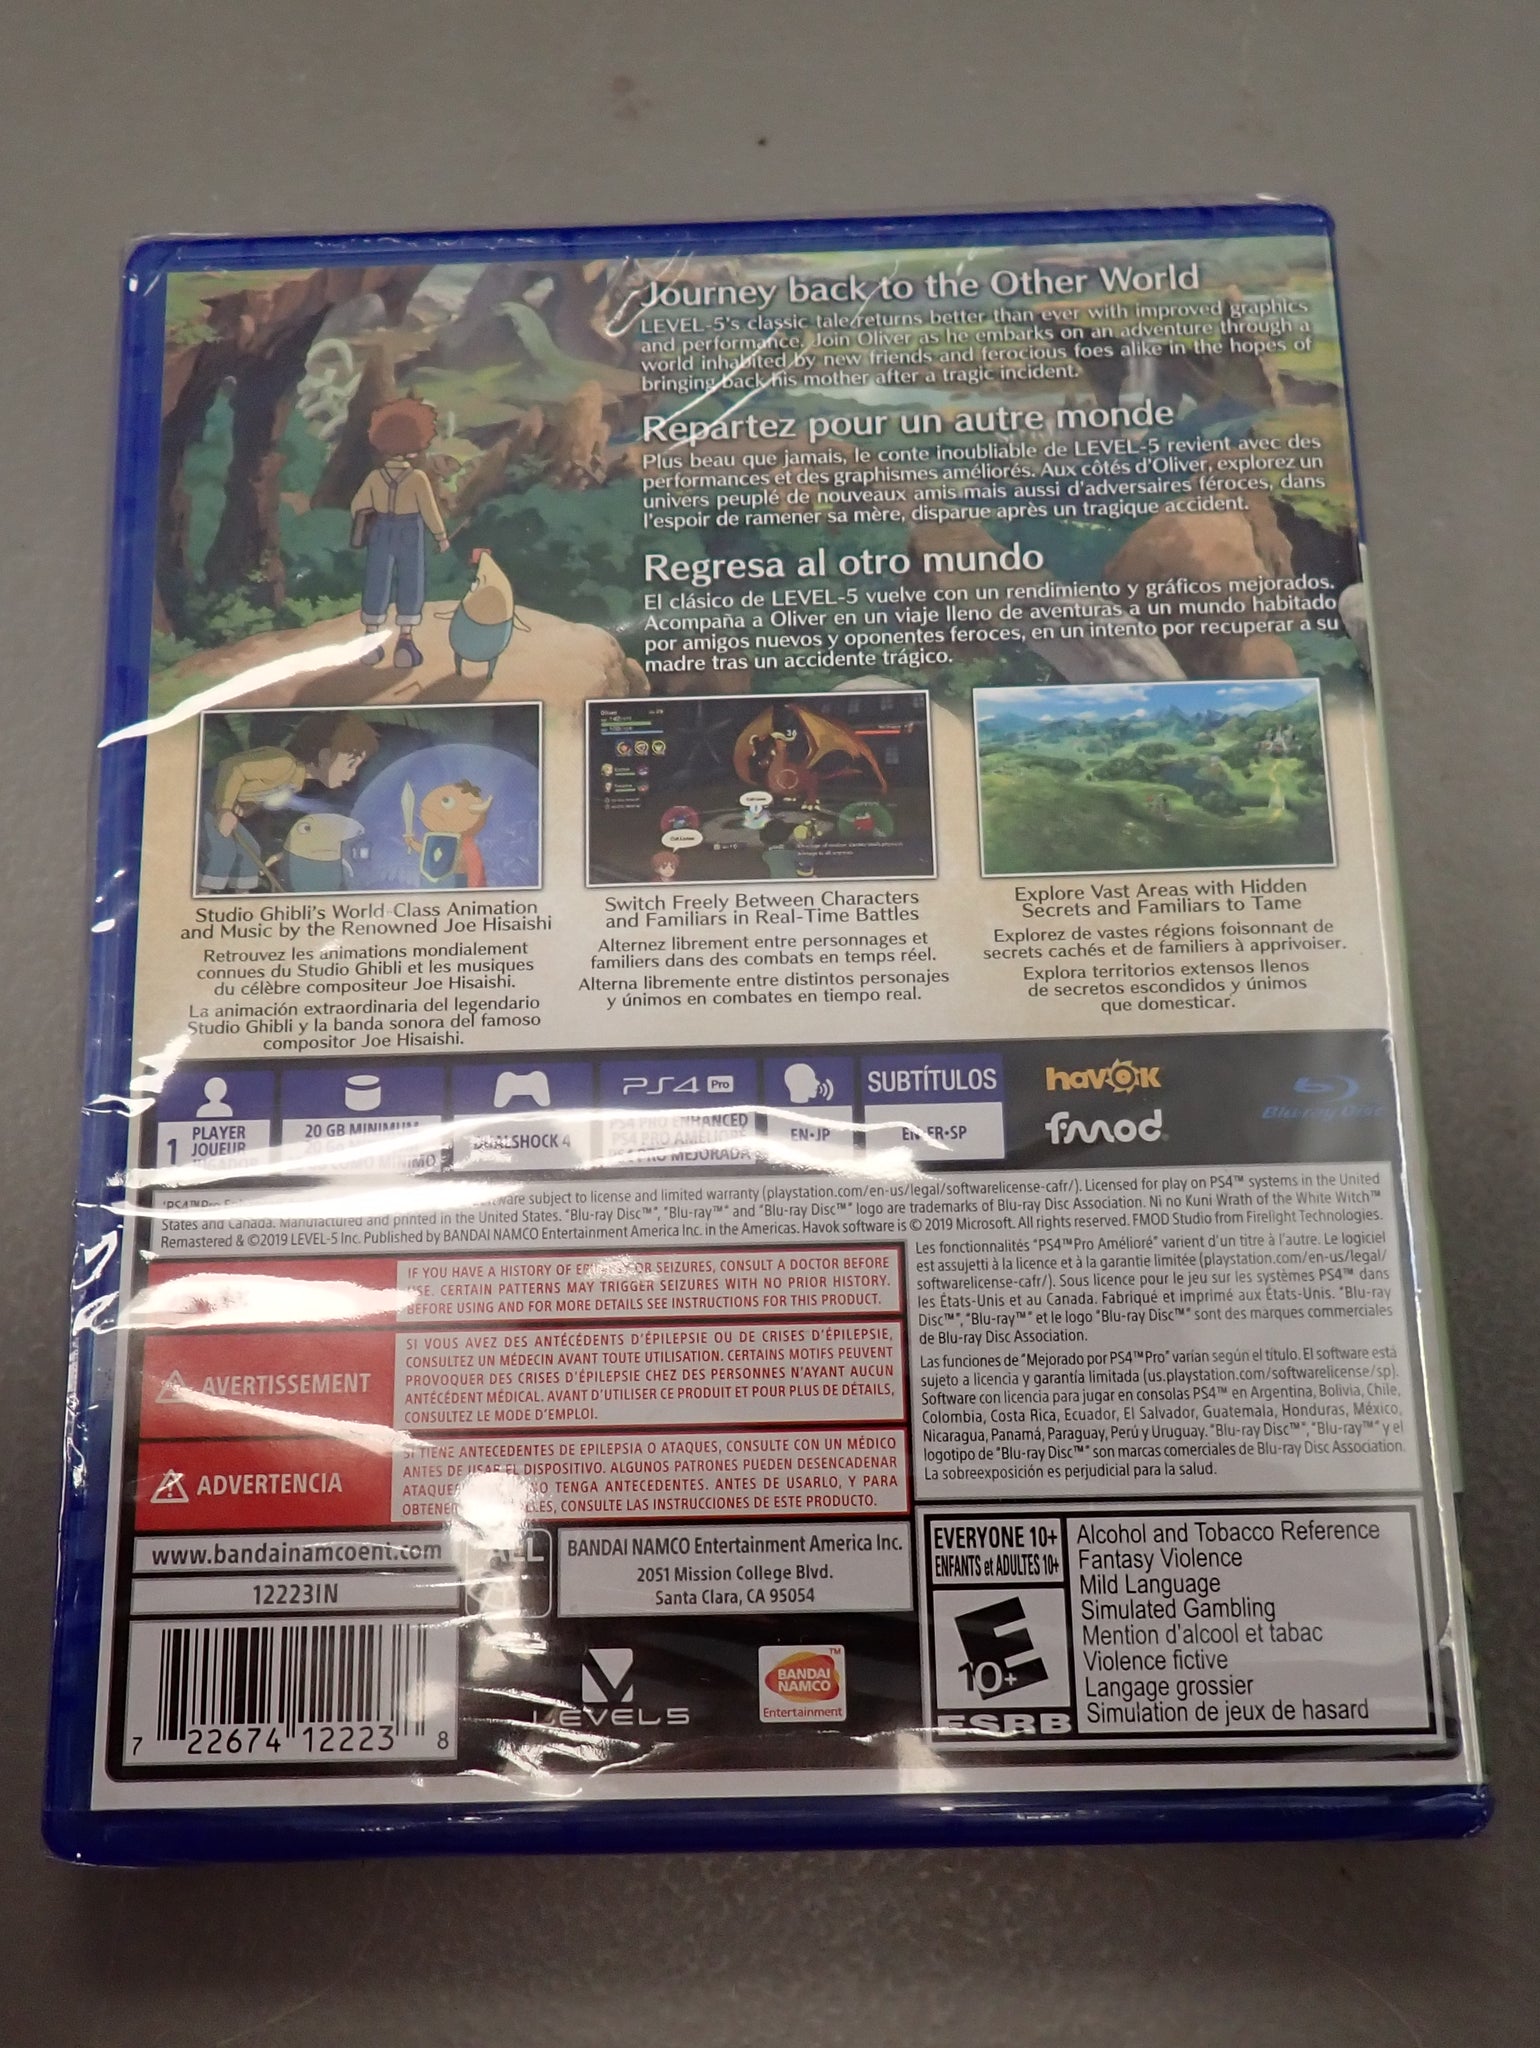 Journey back to the Other World
LEVEL-5's classic tale returns better than ever with improved graphics
and performance. Join Oliver as he embarks on an adventure through a
world inhabited by new friends and ferocious foes alike in the hopes of
bringing back his mother after a tragic incident.
Repartez pour un autre monde
Plus beau que jamais, le conte inoubliable de LEVEL-5 revient avec des
performances et des graphismes améliorés. Aux côtés d'Oliver, explorez un
univers peuplé de nouveaux amis mais aussi d'adversaires féroces, dans
l'espoir de ramener sa mère, disparue après un tragique accident.
Regresa al otro mundo
El clásico de LEVEL-5 vuelve con un rendimiento y gráficos mejorados.
Acompaña a Oliver en un viaje lleno de aventuras a un mundo habitado
por amigos nuevos y oponentes feroces, en un intento por recuperar a su
madre tras un accidente trágico.
Studio Ghibli's World-Class Animation
and Music by the Renowned Joe Hisaishi
Retrouvez les animations mondialement
connues du Studio Ghibli et les musiques
du célèbre compositeur Joe Hisaishi.
La animación extraordinaria del legendario
Studio Ghibli y la banda sonora del famoso
compositor Joe Hisaishi.
Switch Freely Between Characters
and Familiars in Real-Time Battles
Alternez librement entre personnages et
familiers dans des combats en temps réel.
Alterna libremente entre distintos personajes
y únimos en combates en tiempo real.
Explore Vast Areas with Hidden
Secrets and Familiars to Tame
Explorez de vastes régions foisonnant de
secrets cachés et de familiers à apprivoiser.
Explora territorios extensos llenos
de secretos escondidos y únimos
que domesticar.
1 PLAYER
JOUEUR
JUGADOR
20 GB MINIMUM
COMO MÍNIMO
DUALSHOCK 4
PS4 Pro
PS4 PRO ENHANCED
PS4 PRO AMÉLIORÉ
PS4 PRO MEJORADA
EN•JP
SUBTÍTULOS
EN•FR•SP
havok
fmod
Blu-ray Disc
software subject to license and limited warranty (playstation.com/en-us/legal/softwarelicense-cafr/). Licensed for play on PS4™ systems in the United
States and Canada. Manufactured and printed in the United States. "Blu-ray Disc™", "Blu-ray™" and "Blu-ray Disc™" logo are trademarks of Blu-ray Disc Association. Ni no Kuni Wrath of the White Witch™
Remastered & ©2019 LEVEL-5 Inc. Published by BANDAI NAMCO Entertainment America Inc. in the Americas. Havok software is © 2019 Microsoft. All rights reserved. FMOD Studio from Firelight Technologies.
IF YOU HAVE A HISTORY OF EPILEPSY OR SEIZURES, CONSULT A DOCTOR BEFORE
USE. CERTAIN PATTERNS MAY TRIGGER SEIZURES WITH NO PRIOR HISTORY.
BEFORE USING AND FOR MORE DETAILS SEE INSTRUCTIONS FOR THIS PRODUCT.
AVERTISSEMENT
SI VOUS AVEZ DES ANTÉCÉDENTS D'ÉPILEPSIE OU DE CRISES D'ÉPILEPSIE,
CONSULTEZ UN MÉDECIN AVANT TOUTE UTILISATION. CERTAINS MOTIFS PEUVENT
PROVOQUER DES CRISES D'ÉPILEPSIE CHEZ DES PERSONNES N'AYANT AUCUN
ANTÉCÉDENT MÉDICAL. AVANT D'UTILISER CE PRODUIT ET POUR PLUS DE DÉTAILS,
CONSULTEZ LE MODE D'EMPLOI.
ADVERTENCIA
SI TIENE ANTECEDENTES DE EPILEPSIA O ATAQUES, CONSULTE CON UN MÉDICO
ANTES DE USAR EL DISPOSITIVO. ALGUNOS PATRONES PUEDEN DESENCADENAR
NO TENGA ANTECEDENTES. ANTES DE USARLO, Y PARA
CONSULTE LAS INSTRUCCIONES DE ESTE PRODUCTO.
Les fonctionnalités "PS4™Pro Amélioré" varient d'un titre à l'autre. Le logiciel
est assujetti à la licence et à la garantie limitée (playstation.com/en-us/legal/
softwarelicense-cafr/). Sous licence pour le jeu sur les systèmes PS4™ dans
les États-Unis et au Canada. Fabriqué et imprimé aux États-Unis. "Blu-ray
Disc™", "Blu-ray™" et le logo "Blu-ray Disc™" sont des marques commerciales
de Blu-ray Disc Association.
Las funciones de "Mejorado por PS4™Pro" varían según el título. El software está
sujeto a licencia y garantía limitada (us.playstation.com/softwarelicense/sp).
Software con licencia para jugar en consolas PS4™ en Argentina, Bolivia, Chile,
Colombia, Costa Rica, Ecuador, El Salvador, Guatemala, Honduras, México,
Nicaragua, Panamá, Paraguay, Perú y Uruguay. "Blu-ray Disc™", "Blu-ray™" y el
logotipo de "Blu-ray Disc™" son marcas comerciales de Blu-ray Disc Association.
La sobreexposición es perjudicial para la salud.
www.bandainamcoent.com
12223IN
7 22674 12223 8
BANDAI NAMCO Entertainment America Inc.
2051 Mission College Blvd.
Santa Clara, CA 95054
LEVEL5
BANDAI
NAMCO
Entertainment
EVERYONE 10+
ENFANTS et ADULTES 10+
E
10+
ESRB
Alcohol and Tobacco Reference
Fantasy Violence
Mild Language
Simulated Gambling
Mention d'alcool et tabac
Violence fictive
Langage grossier
Simulation de jeux de hasard